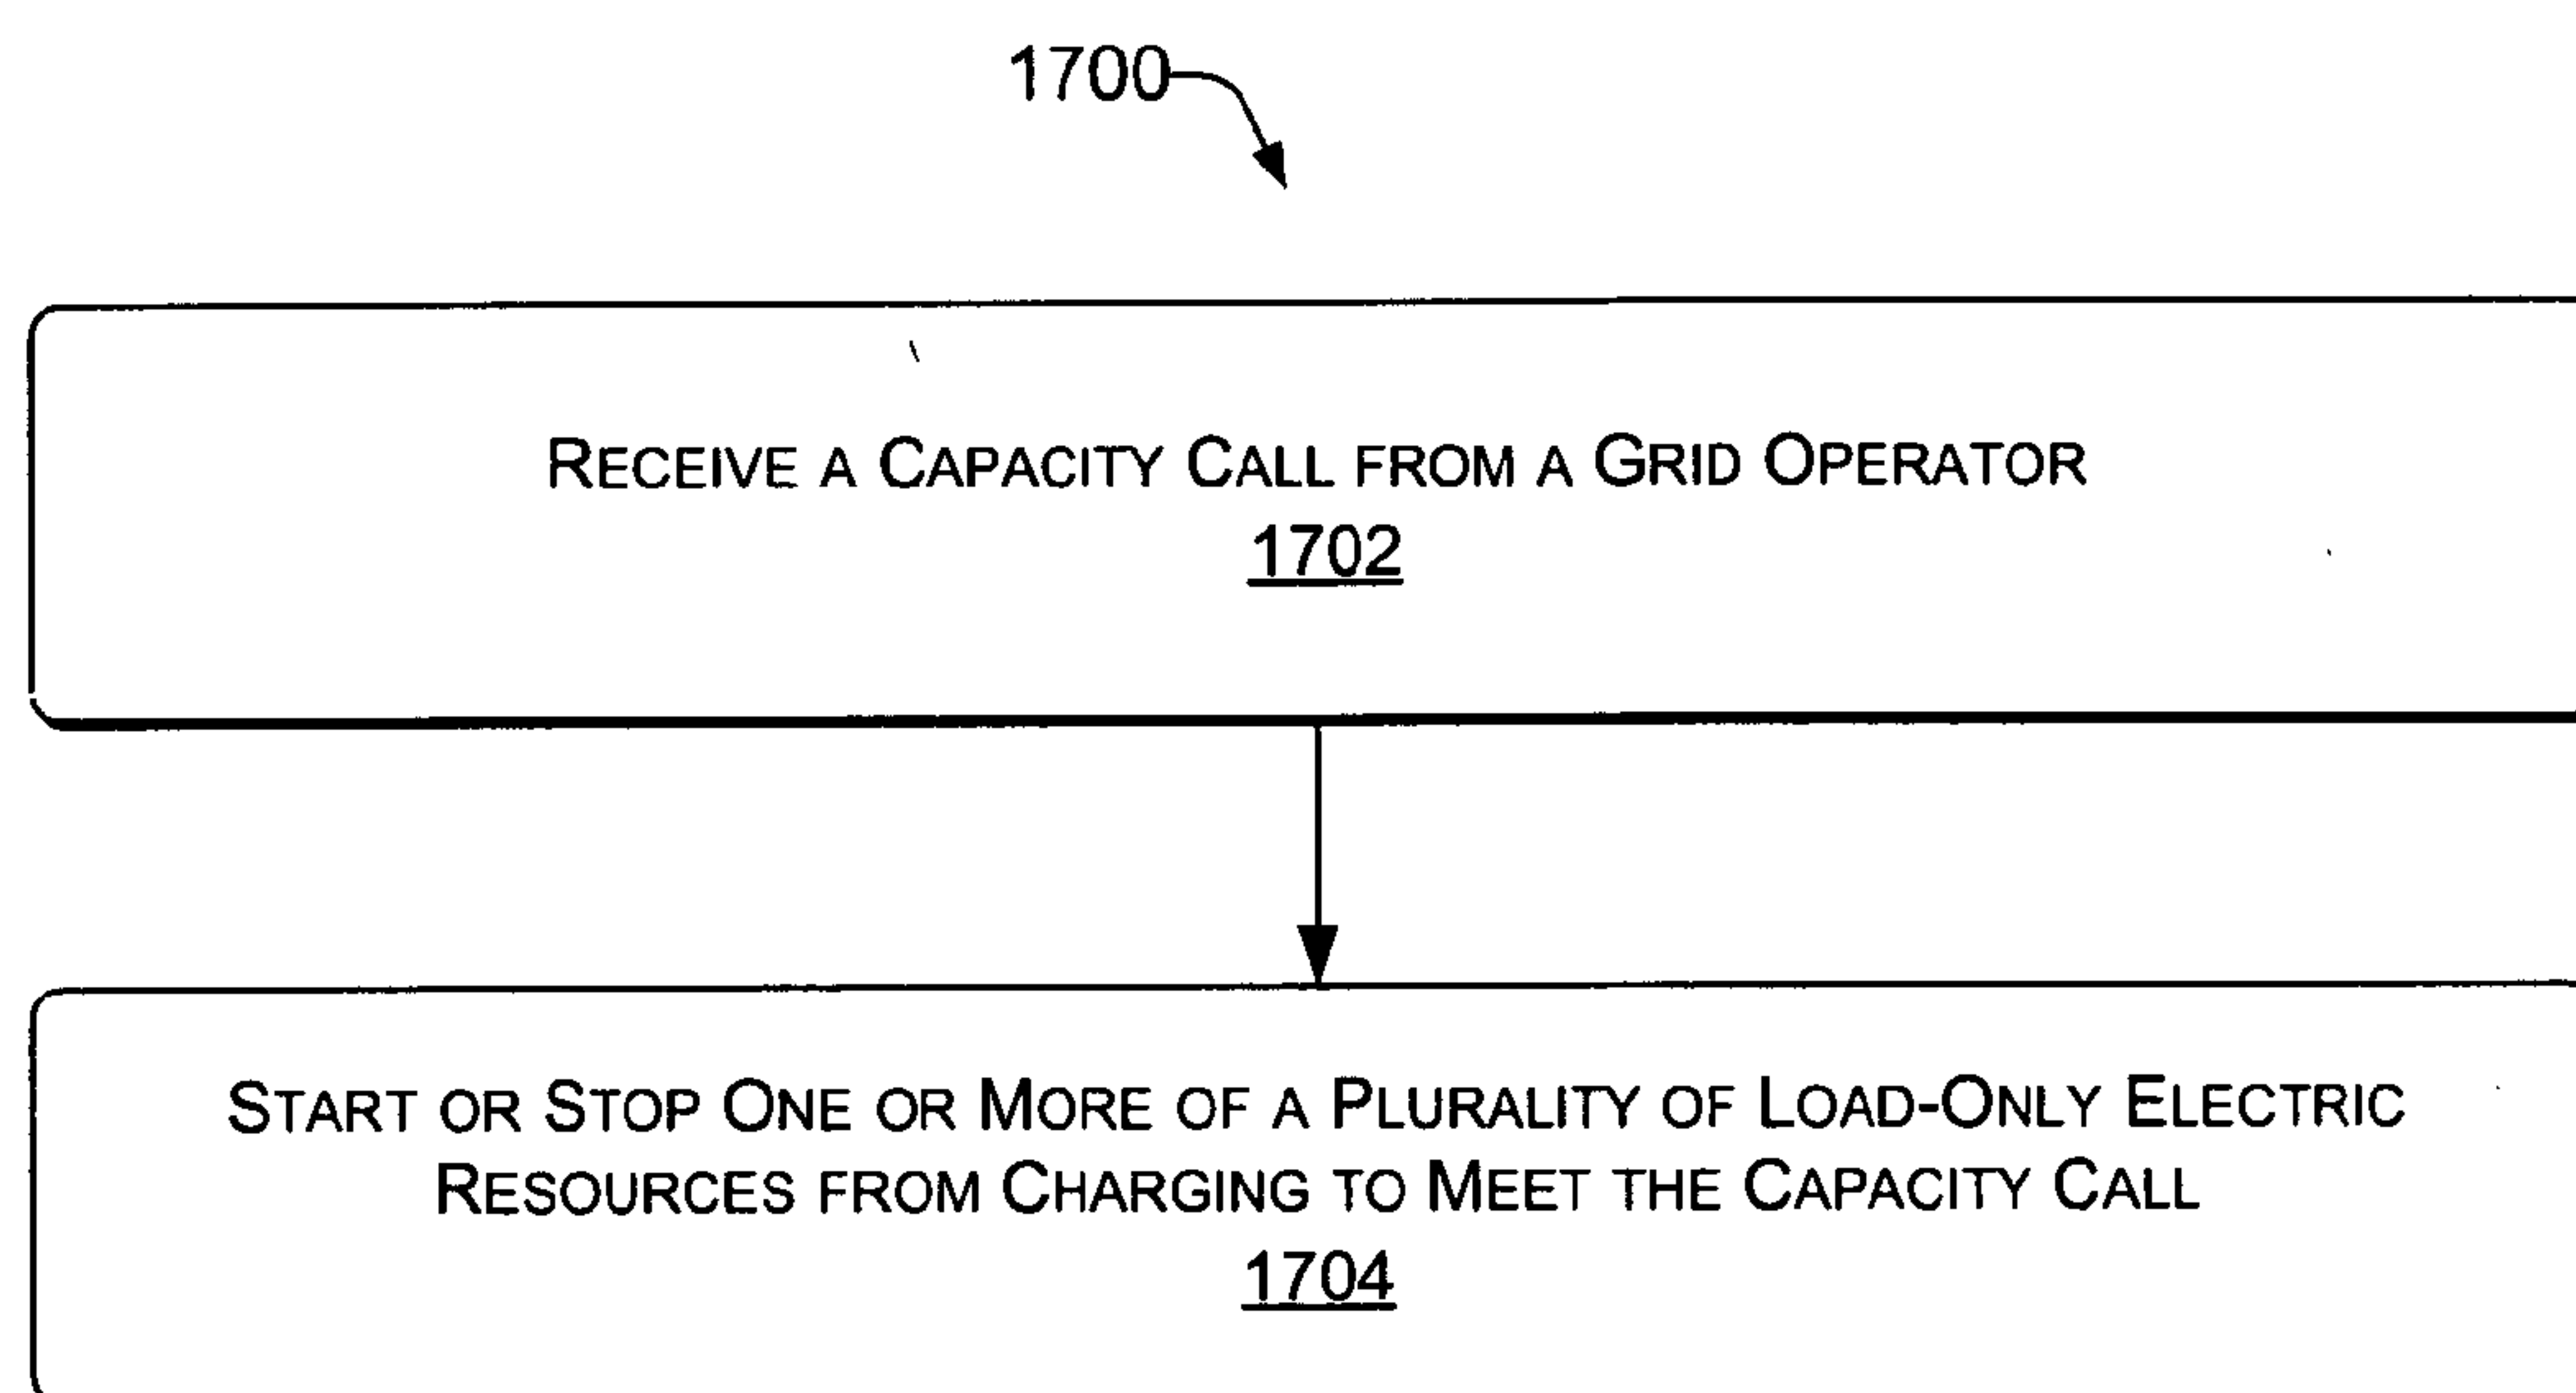 1700
RECEIVE A CAPACITY CALL FROM A GRID OPERATOR
1702
START OR STOP ONE OR MORE OF A PLURALITY OF LOAD-ONLY ELECTRIC
RESOURCES FROM CHARGING TO MEET THE CAPACITY CALL
1704